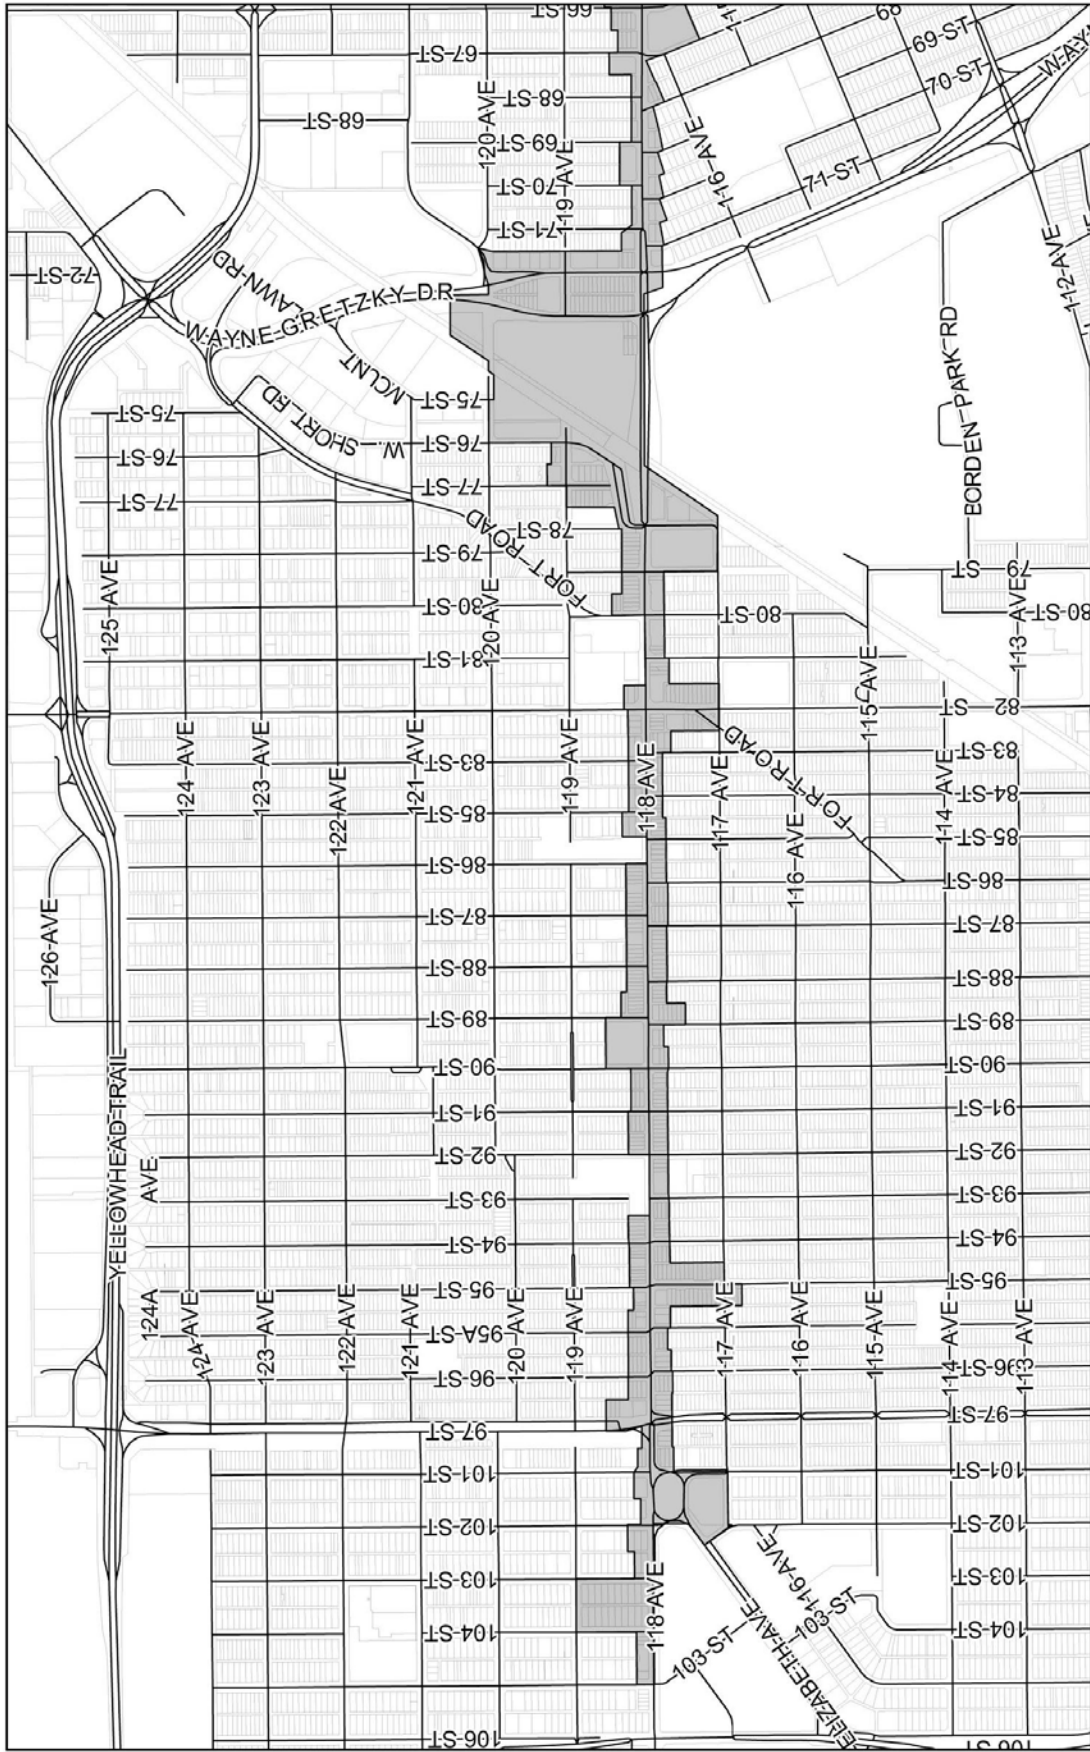 66 ST
67-ST
68-ST
68-ST
69-ST
70-ST
71-ST
120-AVE
119-AVE
68
69-ST
70-ST
71-ST
116-AVE
112-AVE
72-ST
LAWN-RD
WAYNE-GRETZKY-DR
MCLNT
BORDEN-PARK-RD
75-ST
75-ST
SHORT-RD
W.
76-ST
76-ST
77-ST
77-ST
78-ST
FORT-ROAD
79-ST
79 ST
125-AVE
80-ST
80-ST
80-ST
120-AVE
113-AVE
81-ST
115-AVE
82 ST
124-AVE
123-AVE
122-AVE
121-AVE
119-AVE
118-AVE
117-AVE
116-AVE
114-AVE
FORT-ROAD
83-ST
83-ST
84-ST
85-ST
85-ST
86-ST
86-ST
126-AVE
87-ST
87-ST
88-ST
88-ST
89-ST
89-ST
90-ST
90-ST
YELLOWHEAD TRAIL
91-ST
91-ST
92-ST
92-ST
124A
AVE
93-ST
93-ST
94-ST
94-ST
95-ST
95-ST
124-AVE
123-AVE
122-AVE
121-AVE
120-AVE
119-AVE
117-AVE
116-AVE
115-AVE
114-AVE
113-AVE
95A-ST
96-ST
96-ST
97-ST
97-ST
101-ST
101-ST
102-ST
102-ST
116-AVE
103-ST
103-ST
118-AVE
103-ST
103-ST
104-ST
104-ST
ELIZABETH-AVE
106-ST
106 ST